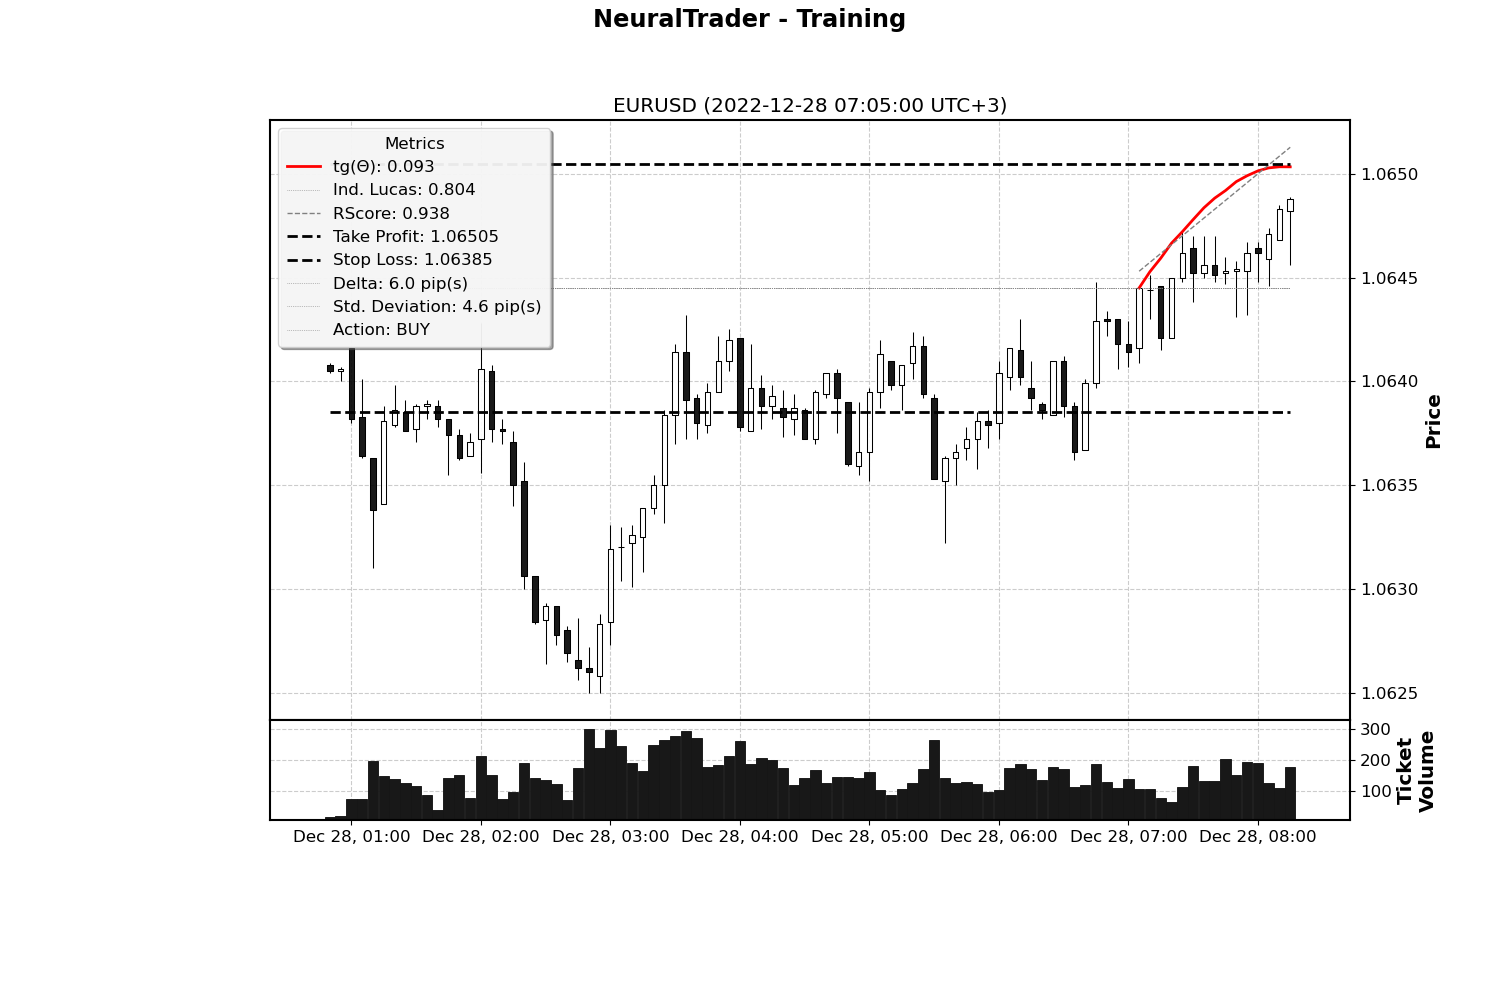 NeuralTrader - Training
EURUSD (2022-12-28 07:05:00 UTC+3)
Metrics
tg(Θ): 0.093
Ind. Lucas: 0.804
RScore: 0.938
Take Profit: 1.06505
Stop Loss: 1.06385
Delta: 6.0 pip(s)
Std. Deviation: 4.6 pip(s)
Action: BUY
1.0650
1.0645
1.0640
1.0635
1.0630
1.0625
Price
300
200
100
Ticket
Volume
Dec 28, 01:00 Dec 28, 02:00 Dec 28, 03:00 Dec 28, 04:00 Dec 28, 05:00 Dec 28, 06:00 Dec 28, 07:00 Dec 28, 08:00